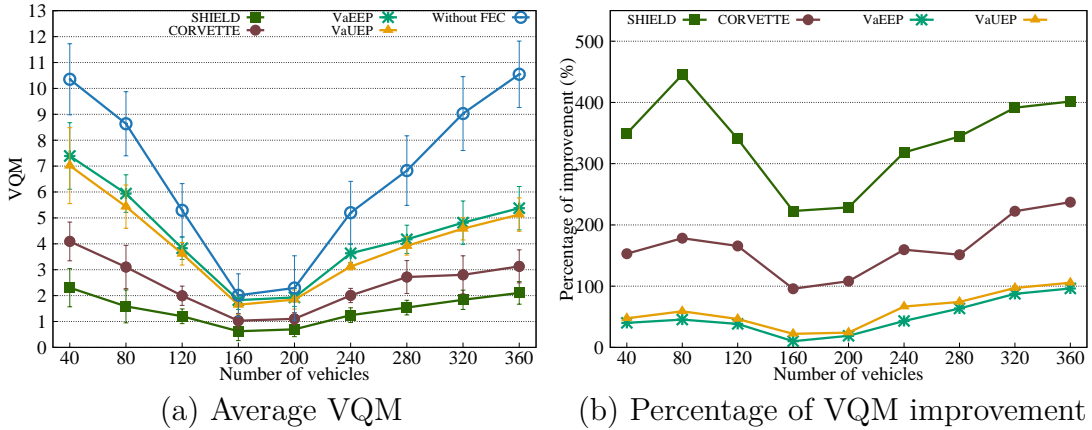 SHIELD
CORVETTE
VaEEP
VaUEP
Without FEC
VQM
13
12
11
10
9
8
7
6
5
4
3
2
1
0
40 80 120 160 200 240 280 320 360
Number of vehicles
(a) Average VQM
SHIELD CORVETTE VaEEP VaUEP
Percentage of improvement (%)
500
400
300
200
100
0
40 80 120 160 200 240 280 320 360
Number of vehicles
(b) Percentage of VQM improvement